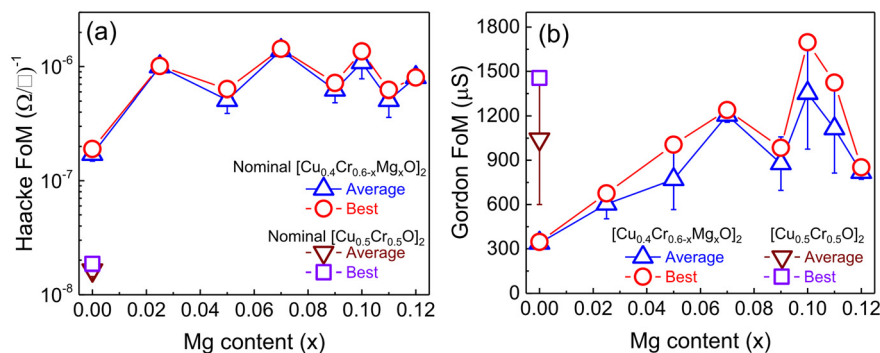 (a)
Haacke FoM (Ω/□)-1
10-6
10-7
10-8
Nominal [Cu0.4Cr0.6-xMgxO]2
Average
Best
Nominal [Cu0.5Cr0.5O]2
Average
Best
0.00 0.02 0.04 0.06 0.08 0.10 0.12
Mg content (x)
(b)
Gordon FoM (μS)
1800
1500
1200
900
600
300
0
[Cu0.4Cr0.6-xMgxO]2 [Cu0.5Cr0.5O]2
Average Average
Best Best
0.00 0.02 0.04 0.06 0.08 0.10 0.12
Mg content (x)